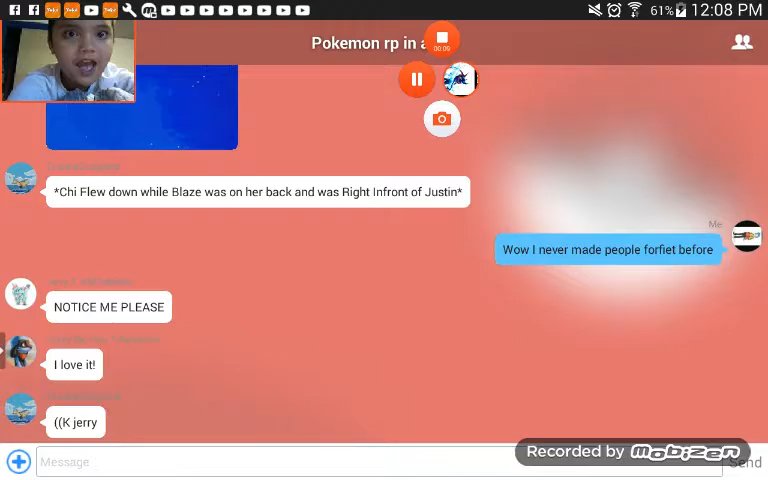 61% 12:08 PM
Pokemon rp in a
00:09
*Chi Flew down while Blaze was on her back and was Right Infront of Justin*
Me
Wow I never made people forfiet before
NOTICE ME PLEASE
I love it!
((K jerry
Message
Send
Recorded by mobizen